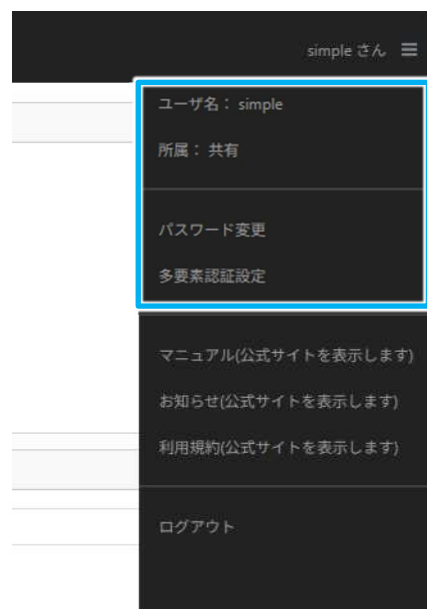 simple さん ☰
ユーザ名： simple
所属： 共有
パスワード変更
多要素認証設定
マニュアル(公式サイトを表示します)
お知らせ(公式サイトを表示します)
利用規約(公式サイトを表示します)
ログアウト